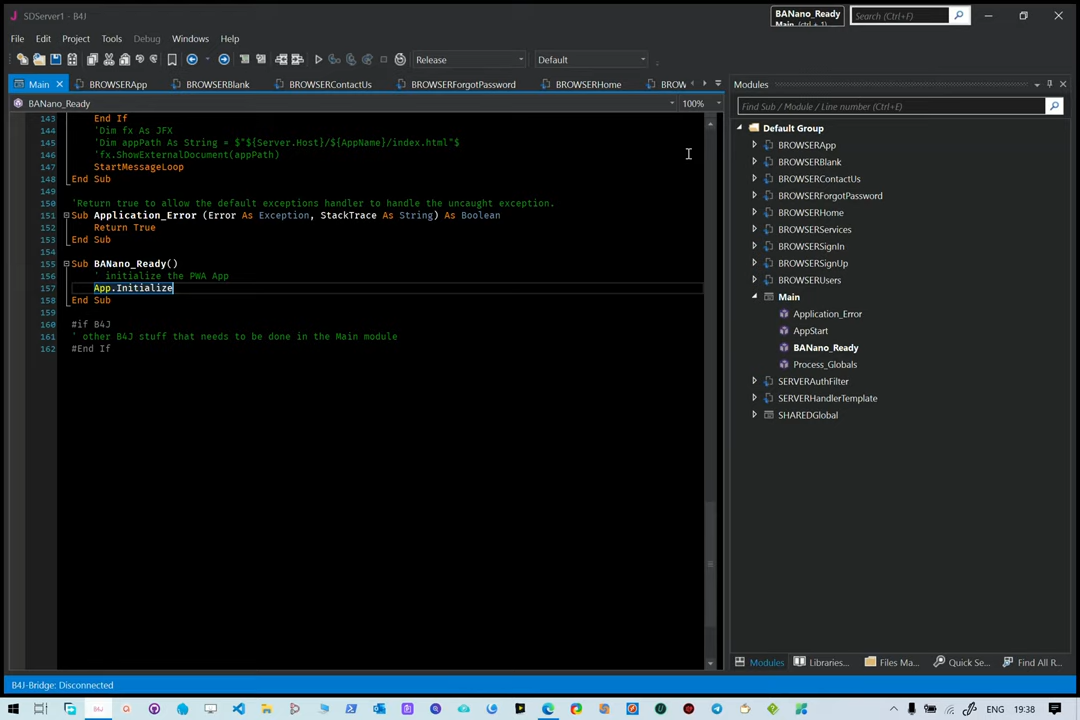 SDServer1 - B4J
BANano_Ready
Main (ctrl + 1)
Search (Ctrl+F)
File Edit Project Tools Debug Windows Help
Release
Default
Main
BROWSERApp
BROWSERBlank
BROWSERContactUs
BROWSERForgotPassword
BROWSERHome
BROW
BANano_Ready
100%
143 End If
144 'Dim fx As JFX
145 'Dim appPath As String = $"${Server.Host}/${AppName}/index.html"$
146 'fx.ShowExternalDocument(appPath)
147 StartMessageLoop
148 End Sub
149
150 'Return true to allow the default exceptions handler to handle the uncaught exception.
151 Sub Application_Error (Error As Exception, StackTrace As String) As Boolean
152 Return True
153 End Sub
154
155 Sub BANano_Ready()
156 ' initialize the PWA App
157 App.Initialize
158 End Sub
159
160 #if B4J
161 ' other B4J stuff that needs to be done in the Main module
162 #End If
Modules
Find Sub / Module / Line number (Ctrl+E)
Default Group
BROWSERApp
BROWSERBlank
BROWSERContactUs
BROWSERForgotPassword
BROWSERHome
BROWSERServices
BROWSERSignIn
BROWSERSignUp
BROWSERUsers
Main
Application_Error
AppStart
BANano_Ready
Process_Globals
SERVERAuthFilter
SERVERHandlerTemplate
SHAREDGlobal
Modules
Libraries...
Files Ma...
Quick Se...
Find All R...
B4J-Bridge: Disconnected
B4J
ENG
19:38